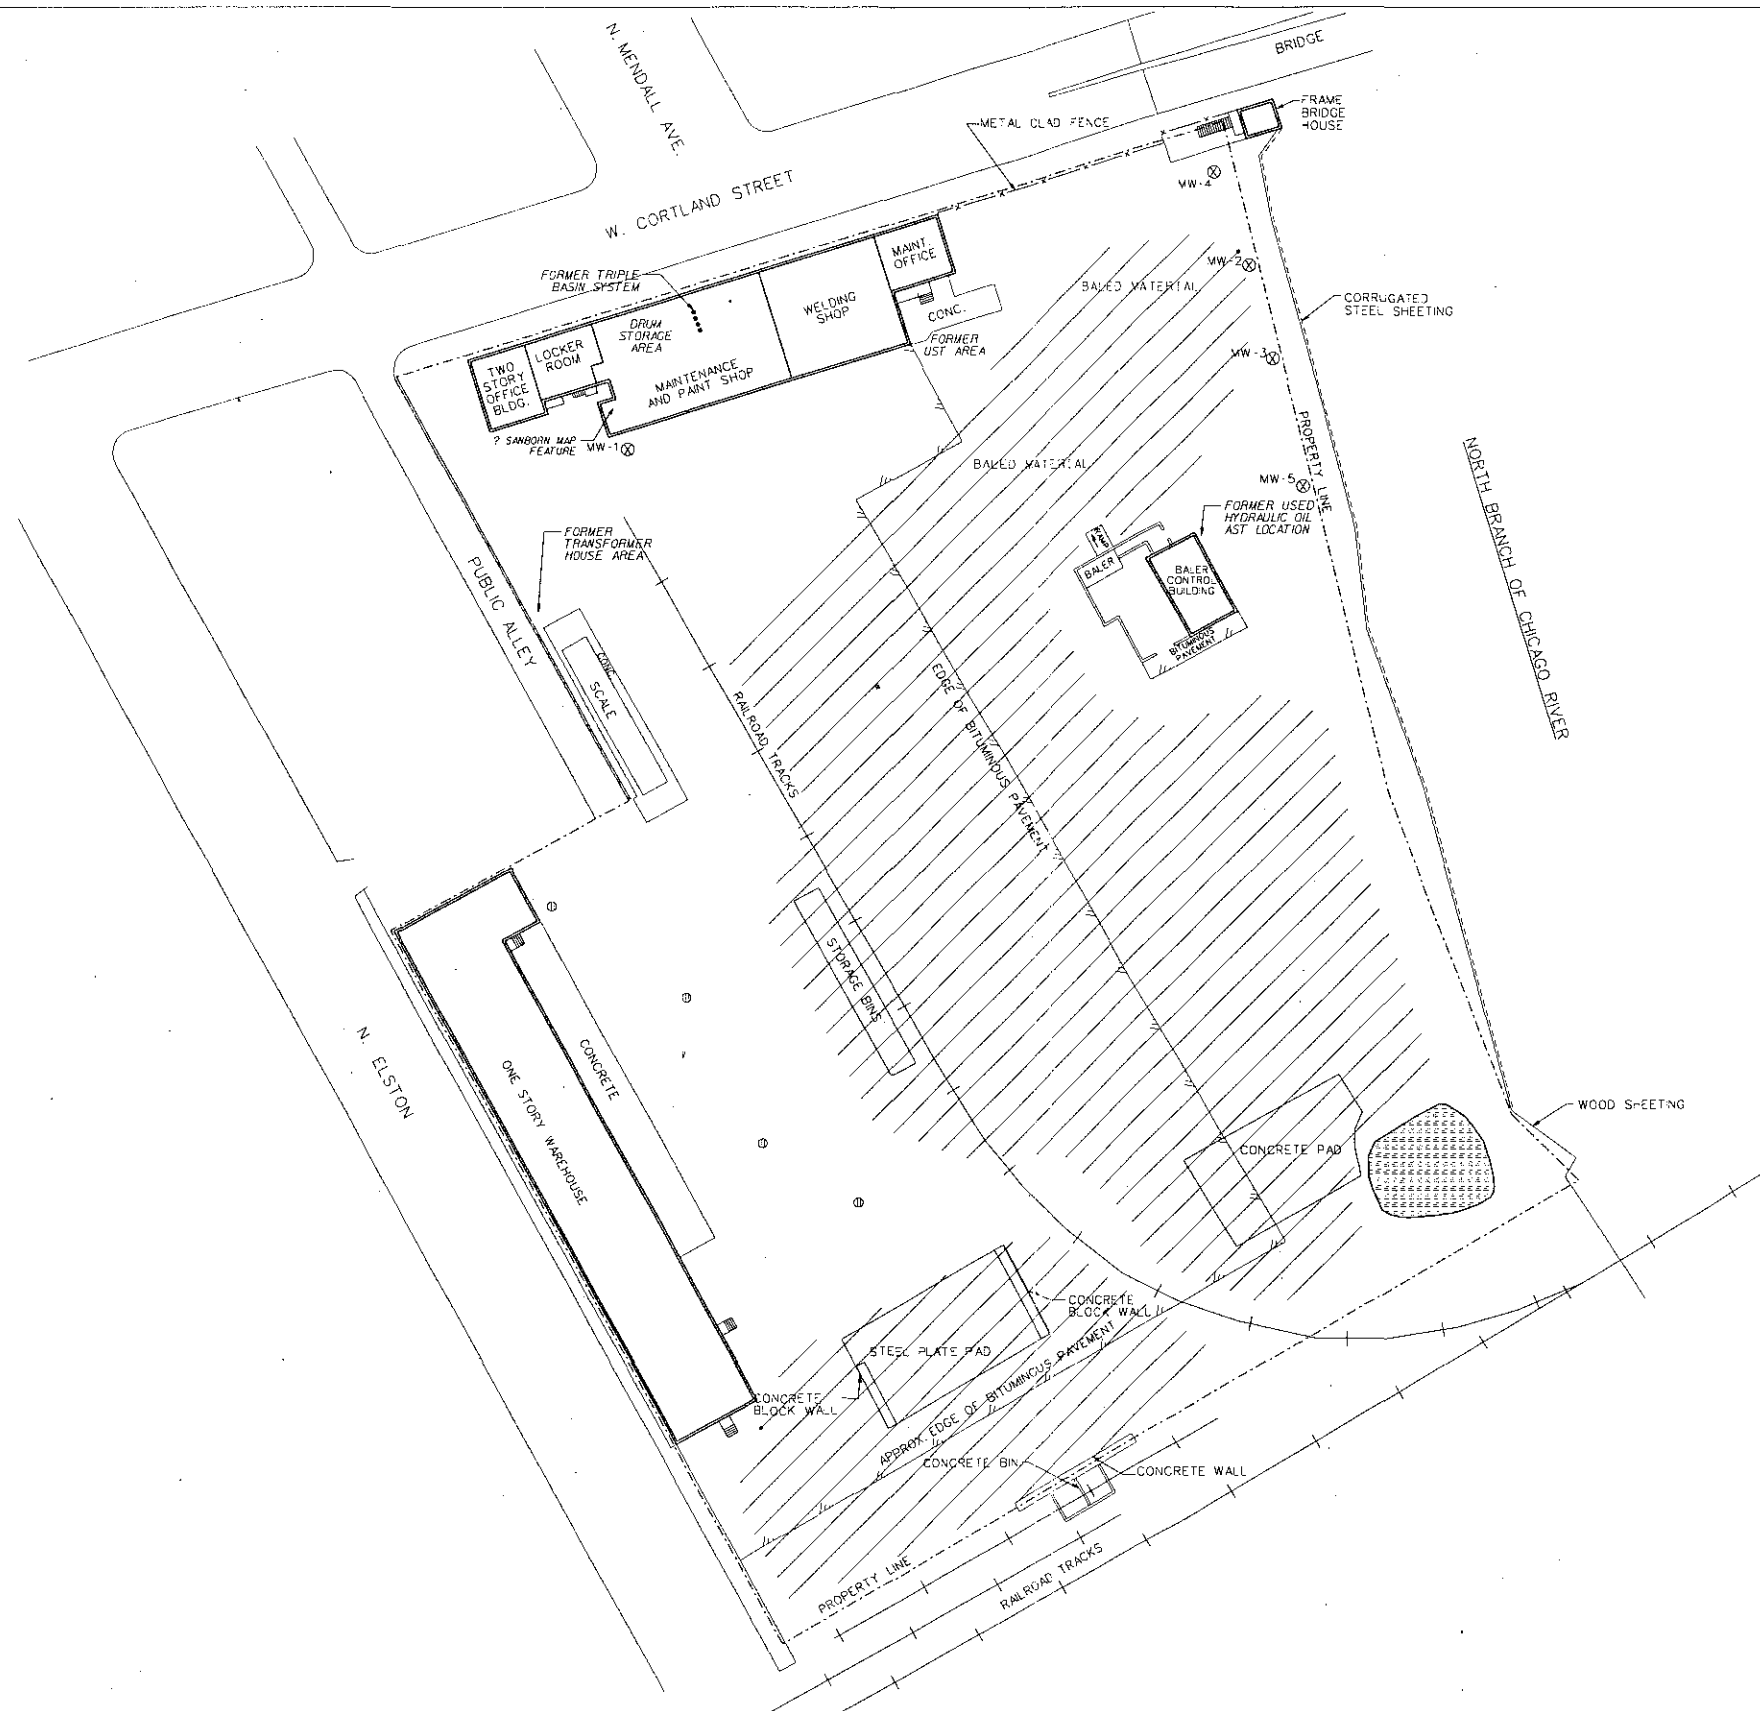 N. MENDALL AVE.
BRIDGE
FRAME
BRIDGE
HOUSE
METAL CLAD FENCE
W. CORTLAND STREET
MW-4
MAINT.
OFFICE
MW-2
FORMER TRIPLE
BASIN SYSTEM
BALED MATERIAL
CORRUGATED
STEEL SHEETING
WELDING
SHOP
CONC.
DRUM
STORAGE
AREA
FORMER
UST AREA
LOCKER
ROOM
MW-3
TWO
STORY
OFFICE
BLDG.
MAINTENANCE
AND PAINT SHOP
? SANBORN MAP
FEATURE
MW-1
PROPERTY LINE
BALED MATERIAL
MW-5
NORTH BRANCH OF CHICAGO RIVER
FORMER USED
HYDRAULIC OIL
AST LOCATION
FORMER
TRANSFORMER
HOUSE AREA
RAMP
BALER
BALER
CONTROL
BUILDING
PUBLIC ALLEY
BITUMINOUS
PAVEMENT
CONC.
SCALE
EDGE OF BITUMINOUS PAVEMENT
RAILROAD TRACKS
STORAGE BINS
N. ELSTON
CONCRETE
ONE STORY WAREHOUSE
WOOD SHEETING
CONCRETE PAD
CONCRETE
BLOCK WALL
STEEL PLATE PAD
CONCRETE
BLOCK WALL
APPROX. EDGE OF BITUMINOUS PAVEMENT
CONCRETE BIN
CONCRETE WALL
PROPERTY LINE
RAILROAD TRACKS